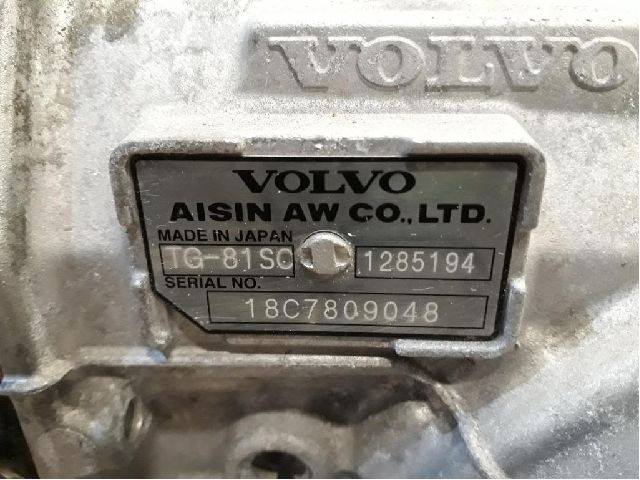 VOLVO
VOLVO
AISIN AW CO., LTD.
MADE IN JAPAN
TG-81SC 1285194
SERIAL NO.
18C7809048